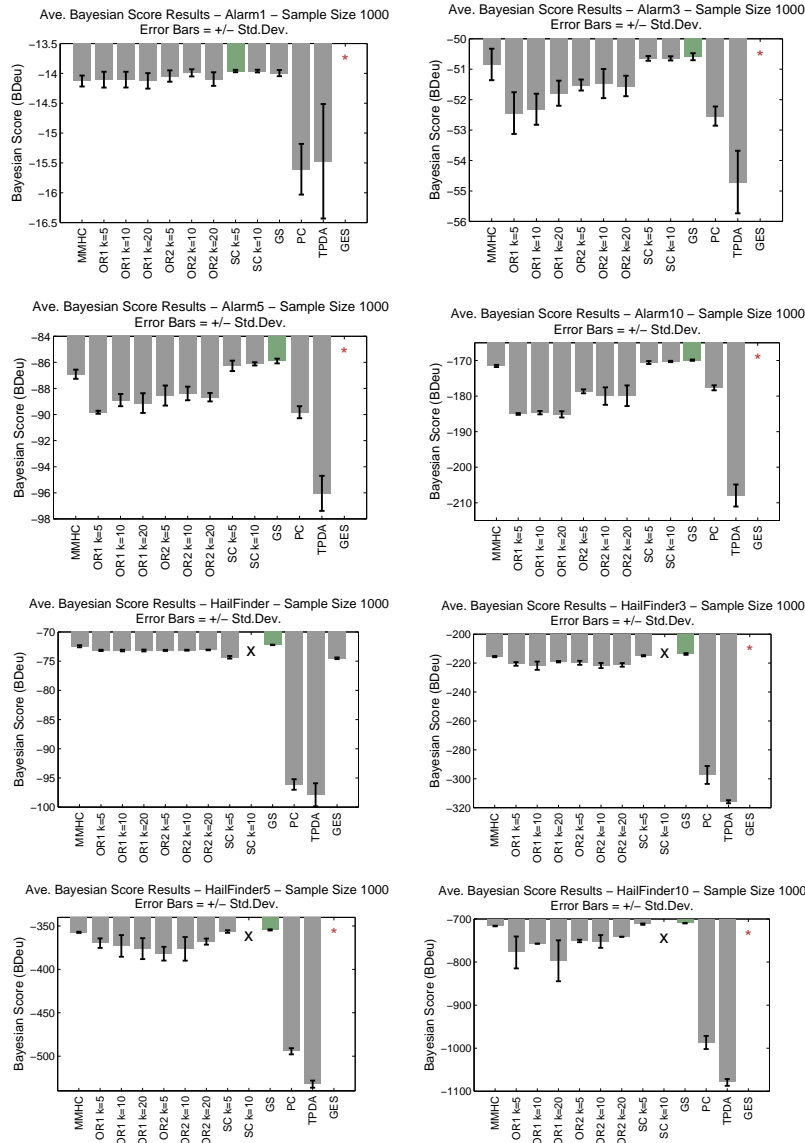 Ave. Bayesian Score Results − Alarm1 − Sample Size 1000
Error Bars = +/− Std.Dev.
Bayesian Score (BDeu)
−13.5
−14
−14.5
−15
−15.5
−16
−16.5
*
MMHC
OR1 k=5
OR1 k=10
OR1 k=20
OR2 k=5
OR2 k=10
OR2 k=20
SC k=5
SC k=10
GS
PC
TPDA
GES
Ave. Bayesian Score Results − Alarm3 − Sample Size 1000
Error Bars = +/− Std.Dev.
Bayesian Score (BDeu)
−50
−51
−52
−53
−54
−55
−56
*
MMHC
OR1 k=5
OR1 k=10
OR1 k=20
OR2 k=5
OR2 k=10
OR2 k=20
SC k=5
SC k=10
GS
PC
TPDA
GES
Ave. Bayesian Score Results − Alarm5 − Sample Size 1000
Error Bars = +/− Std.Dev.
Bayesian Score (BDeu)
−84
−86
−88
−90
−92
−94
−96
−98
*
MMHC
OR1 k=5
OR1 k=10
OR1 k=20
OR2 k=5
OR2 k=10
OR2 k=20
SC k=5
SC k=10
GS
PC
TPDA
GES
Ave. Bayesian Score Results − Alarm10 − Sample Size 1000
Error Bars = +/− Std.Dev.
Bayesian Score (BDeu)
−170
−180
−190
−200
−210
*
MMHC
OR1 k=5
OR1 k=10
OR1 k=20
OR2 k=5
OR2 k=10
OR2 k=20
SC k=5
SC k=10
GS
PC
TPDA
GES
Ave. Bayesian Score Results − HailFinder − Sample Size 1000
Error Bars = +/− Std.Dev.
Bayesian Score (BDeu)
−70
−75
−80
−85
−90
−95
−100
x
MMHC
OR1 k=5
OR1 k=10
OR1 k=20
OR2 k=5
OR2 k=10
OR2 k=20
SC k=5
SC k=10
GS
PC
TPDA
GES
Ave. Bayesian Score Results − HailFinder3 − Sample Size 1000
Error Bars = +/− Std.Dev.
Bayesian Score (BDeu)
−200
−220
−240
−260
−280
−300
−320
x
*
MMHC
OR1 k=5
OR1 k=10
OR1 k=20
OR2 k=5
OR2 k=10
OR2 k=20
SC k=5
SC k=10
GS
PC
TPDA
GES
Ave. Bayesian Score Results − HailFinder5 − Sample Size 1000
Error Bars = +/− Std.Dev.
Bayesian Score (BDeu)
−350
−400
−450
−500
x
*
MMHC
OR1 k=5
OR1 k=10
OR1 k=20
OR2 k=5
OR2 k=10
OR2 k=20
SC k=5
SC k=10
GS
PC
TPDA
GES
Ave. Bayesian Score Results − HailFinder10 − Sample Size 1000
Error Bars = +/− Std.Dev.
Bayesian Score (BDeu)
−700
−800
−900
−1000
−1100
x
*
MMHC
OR1 k=5
OR1 k=10
OR1 k=20
OR2 k=5
OR2 k=10
OR2 k=20
SC k=5
SC k=10
GS
PC
TPDA
GES